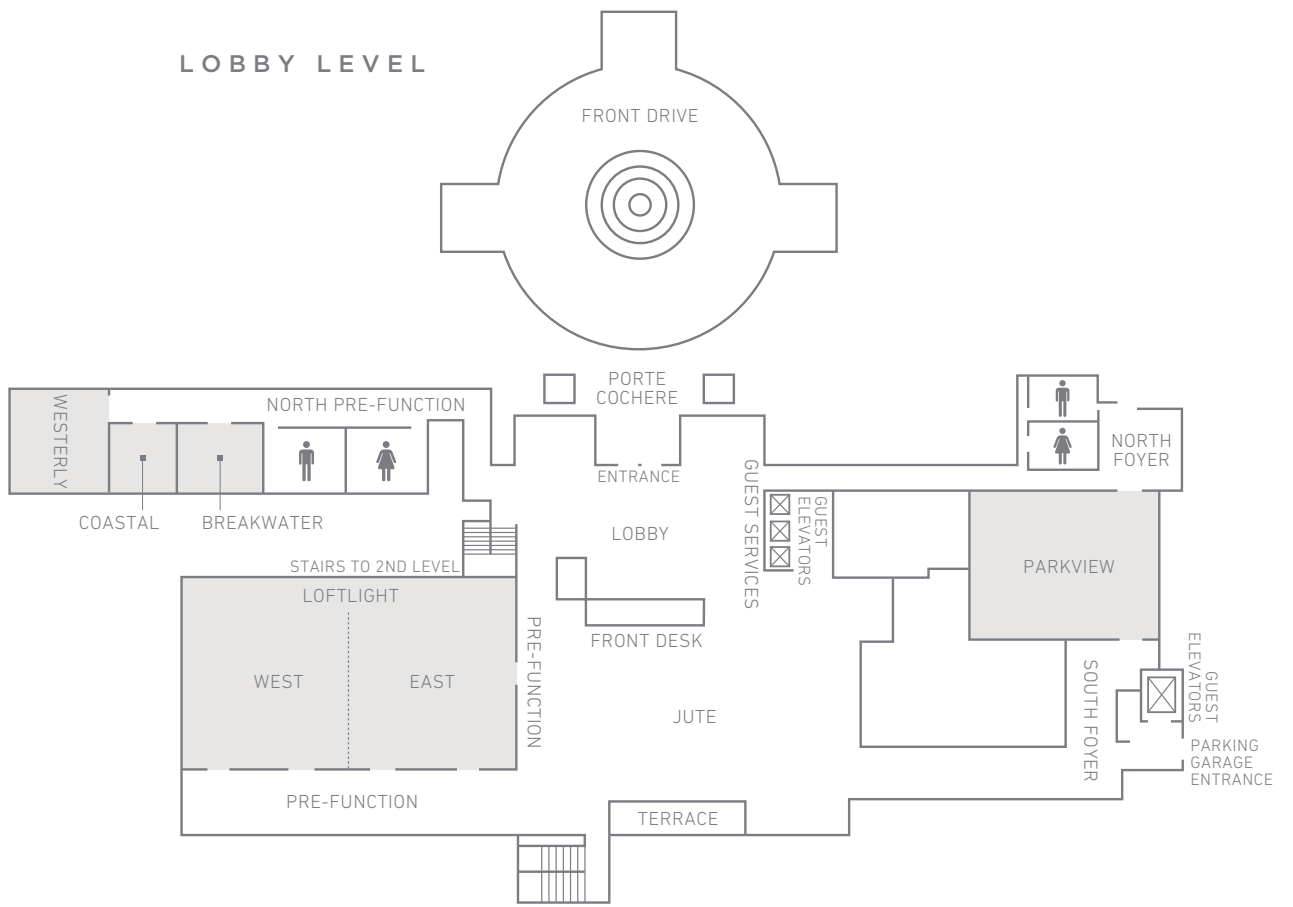 LOBBY LEVEL
FRONT DRIVE
PORTE
COCHERE
WESTERLY
NORTH PRE-FUNCTION
NORTH
FOYER
ENTRANCE
COASTAL
BREAKWATER
LOBBY
GUEST SERVICES
GUEST
ELEVATORS
STAIRS TO 2ND LEVEL
LOFTLIGHT
PARKVIEW
FRONT DESK
PRE-FUNCTION
WEST
EAST
JUTE
SOUTH FOYER
GUEST
ELEVATORS
PARKING
GARAGE
ENTRANCE
PRE-FUNCTION
TERRACE